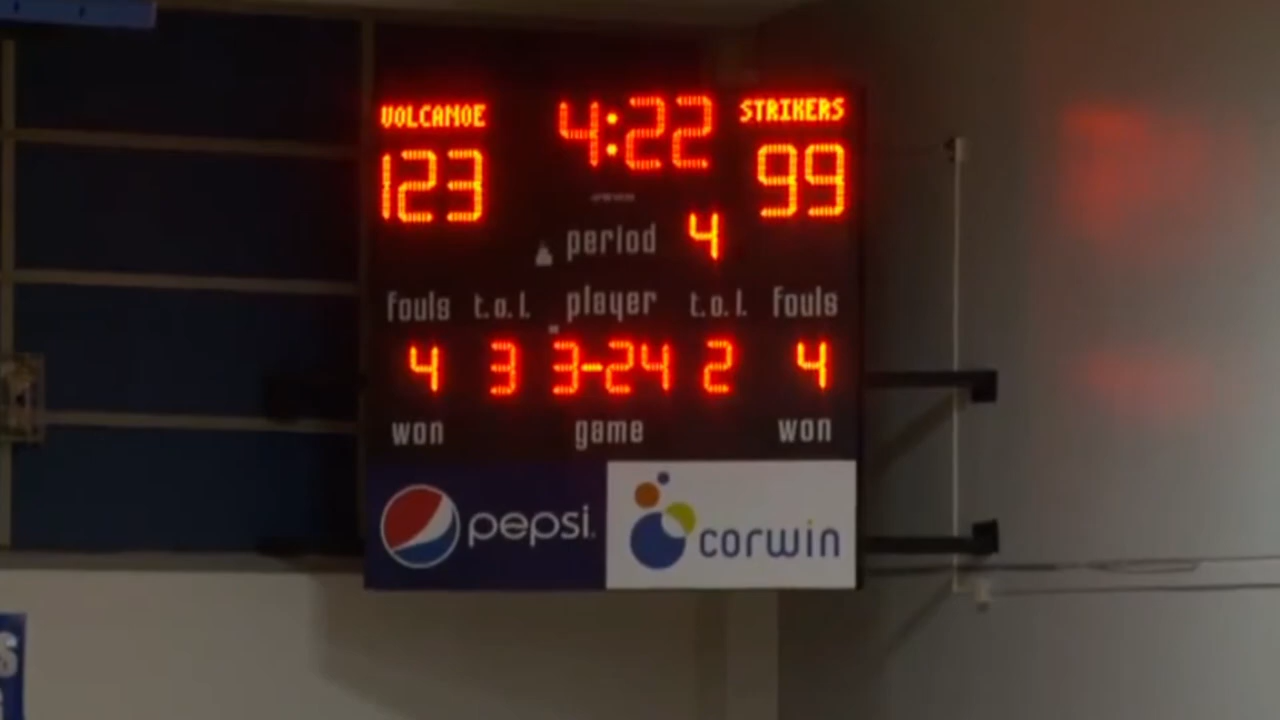 VOLCANOE 4:22 STRIKERS
123 99
period 4
fouls t.o.l. player t.o.l. fouls
4 3 3-24 2 4
won game won
pepsi. corwin